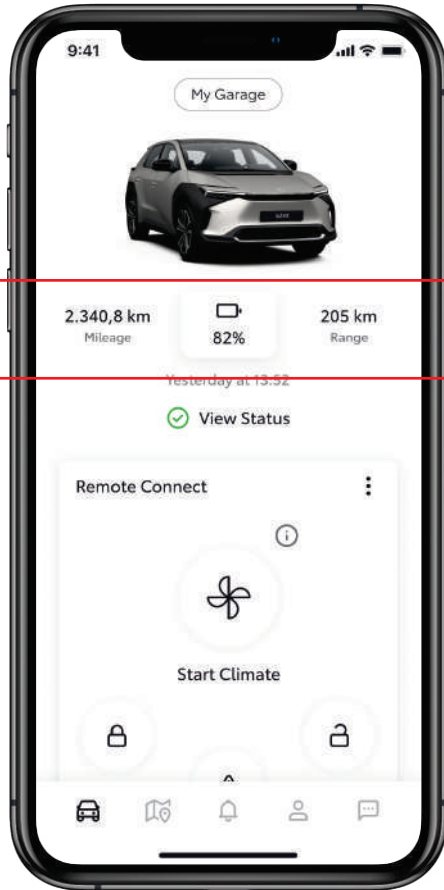 9:41
My Garage
2.340,8 km
Mileage
82%
205 km
Range
Yesterday at 13:52
View Status
Remote Connect
Start Climate